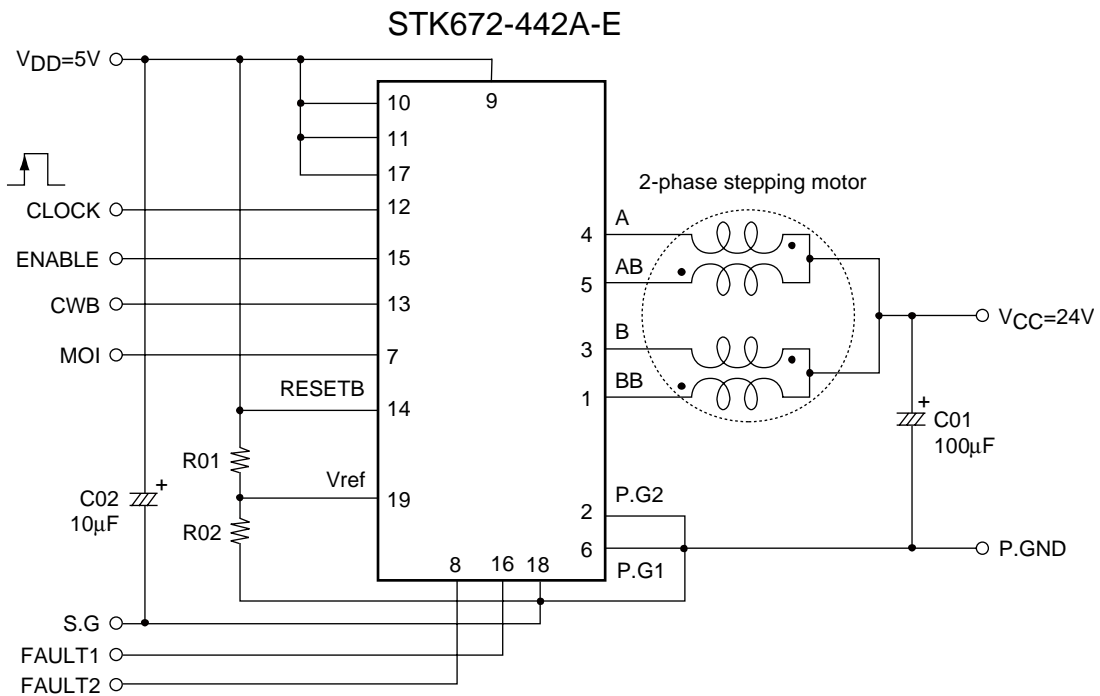 STK672-442A-E
VDD=5V
9
10
11
17
CLOCK
12
ENABLE
15
CWB
13
MOI
7
RESETB
14
R01
Vref
19
R02
C02
+
10μF
8
16
18
S.G
FAULT1
FAULT2
2-phase stepping motor
A
4
AB
5
B
3
BB
1
VCC=24V
+
C01
100μF
P.G2
2
6
P.G1
P.GND